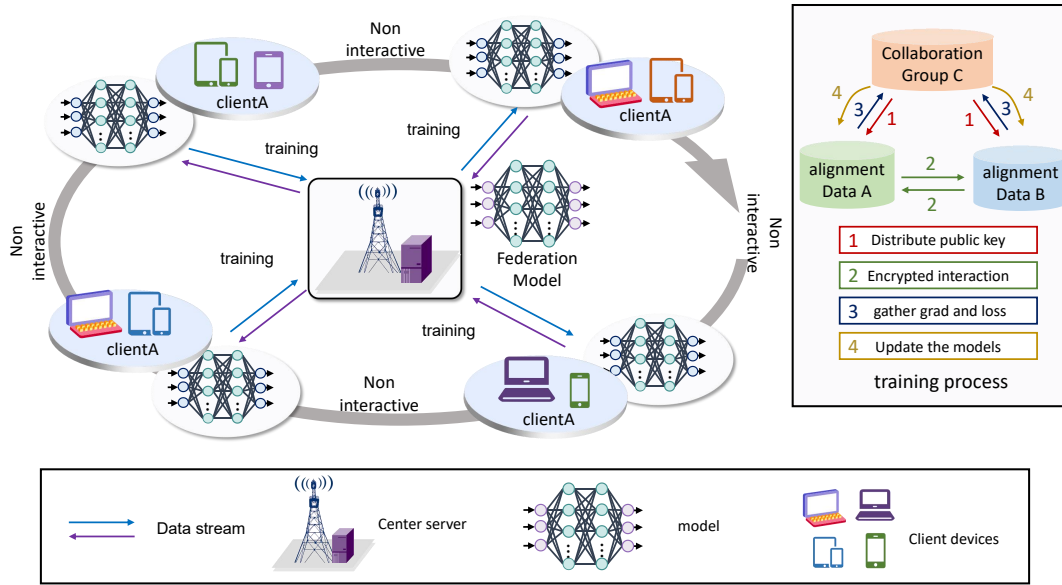 Non
interactive
clientA
clientA
training
training
Non
interactive
Non
interactive
training
Federation
Model
training
clientA
clientA
Non
interactive
Collaboration
Group C
4
3
1
1
3
4
alignment
Data A
2
2
alignment
Data B
1 Distribute public key
2 Encrypted interaction
3 gather grad and loss
4 Update the models
training process
Data stream
Center server
model
Client devices